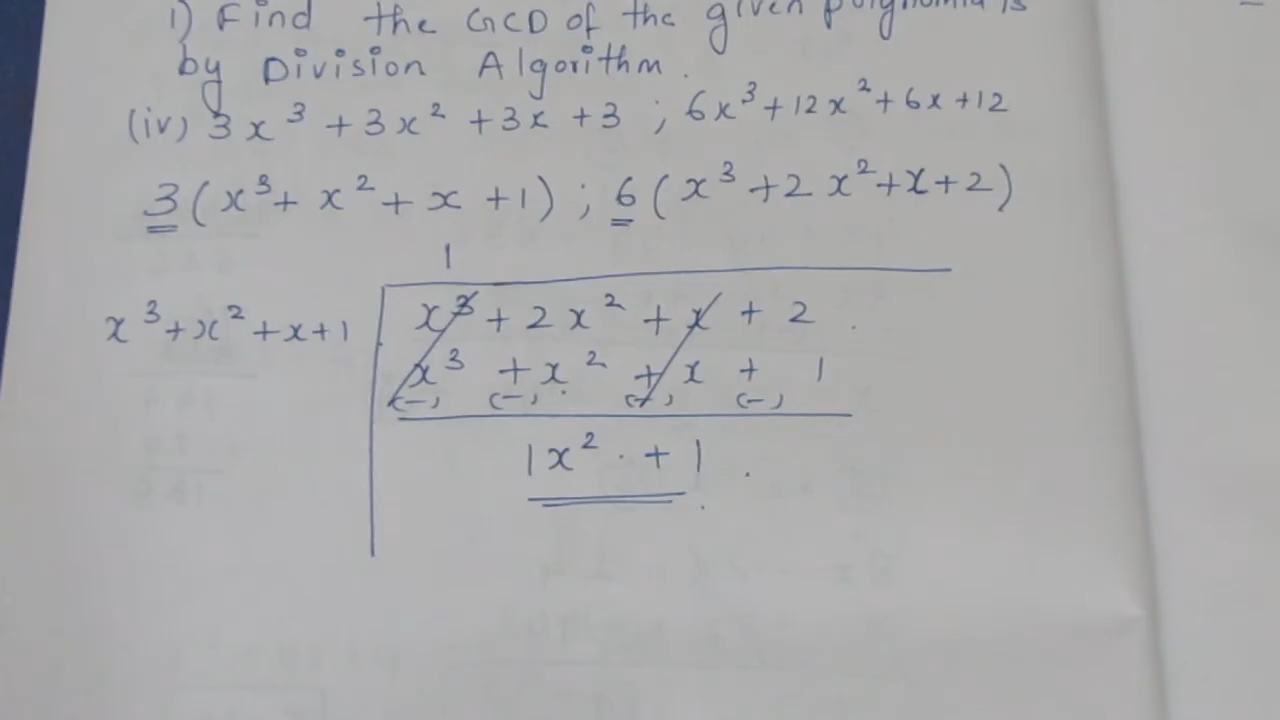 1) Find the GCD of the given polynomials
by Division Algorithm.
(iv) 3x³ + 3x² + 3x + 3 ; 6x³ + 12x² + 6x + 12
3(x³ + x² + x + 1) ; 6(x³ + 2x² + x + 2)
1
x³ + x² + x + 1
x³ + 2x² + x + 2
x³ + x² + x + 1
(-) (-) (-) (-)
1x² + 1